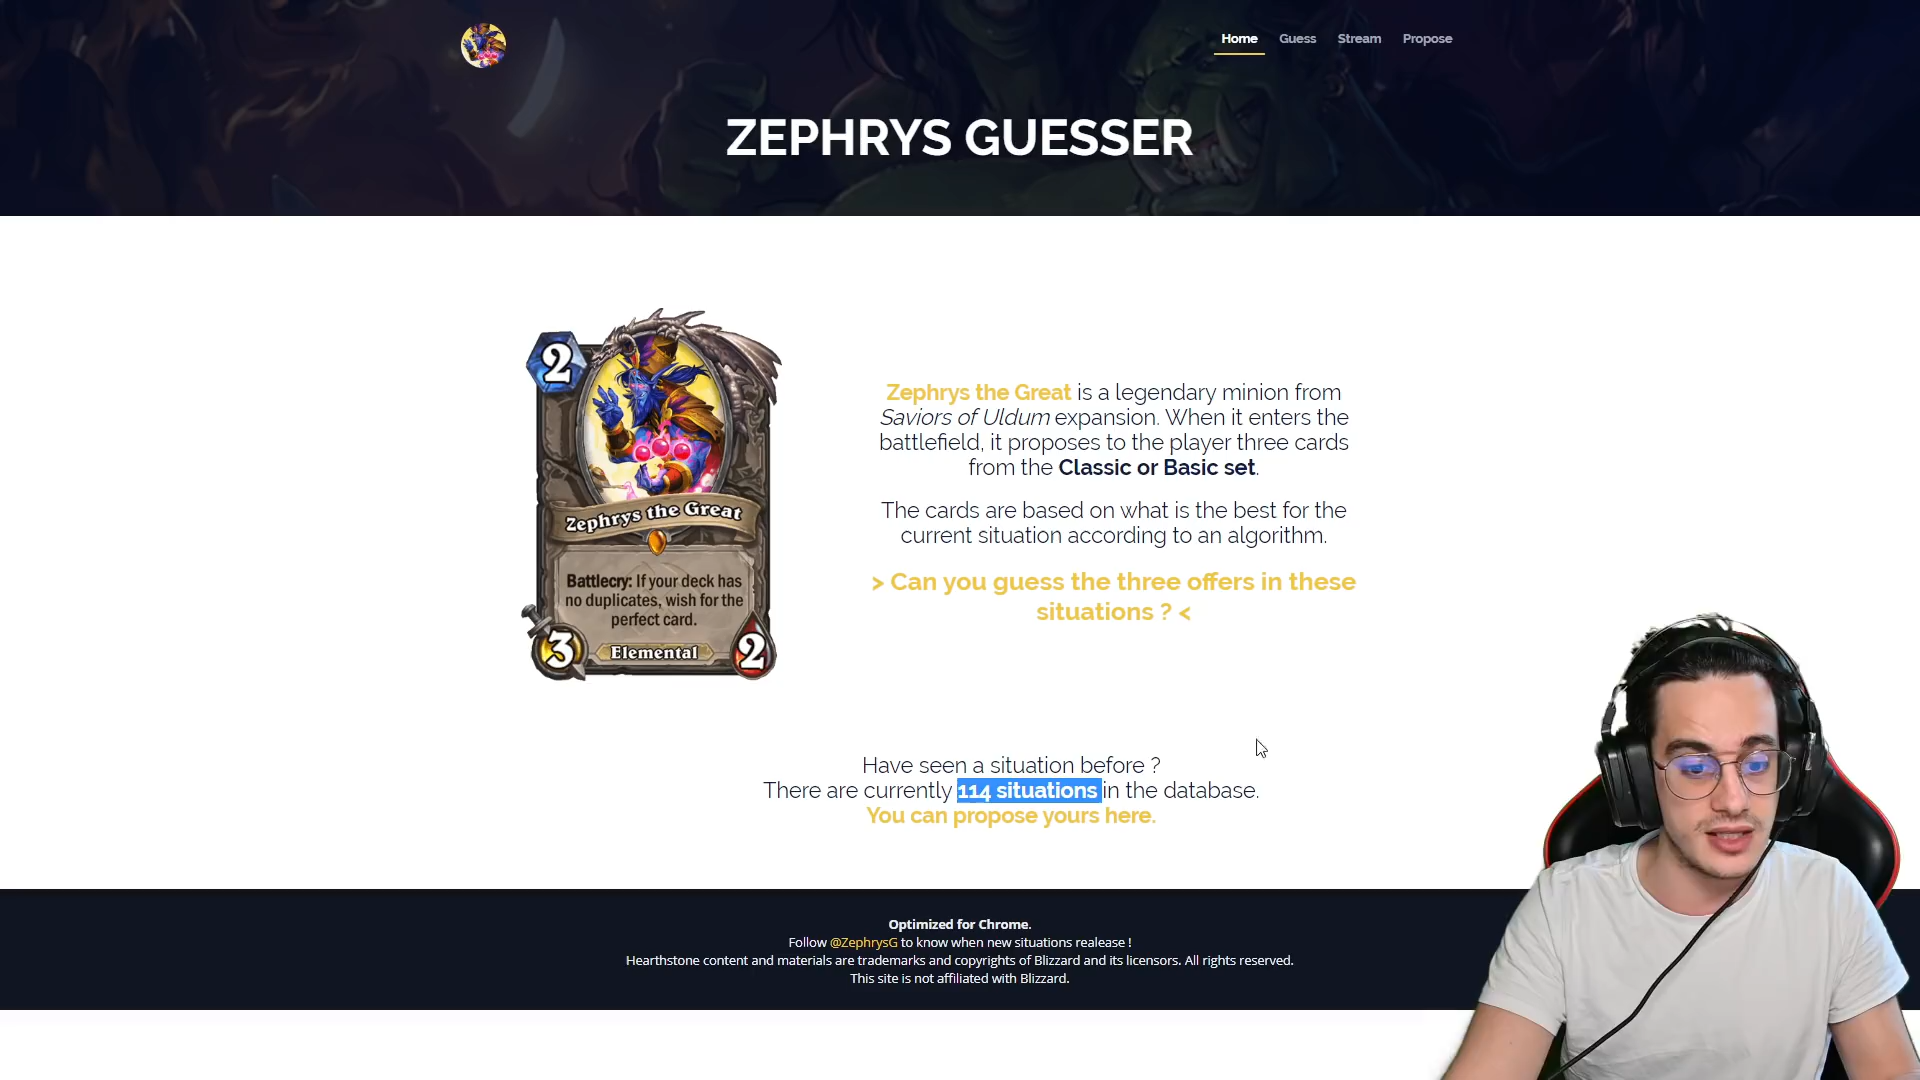 Home Guess Stream Propose
ZEPHRYS GUESSER
2
Zephrys the Great
Battlecry: If your deck has
no duplicates, wish for the
perfect card.
3 Elemental 2
Zephrys the Great is a legendary minion from
Saviors of Uldum expansion. When it enters the
battlefield, it proposes to the player three cards
from the Classic or Basic set.
The cards are based on what is the best for the
current situation according to an algorithm.
> Can you guess the three offers in these
situations ? <
Have seen a situation before ?
There are currently 114 situations in the database.
You can propose yours here.
Optimized for Chrome.
Follow @ZephrysG to know when new situations realease !
Hearthstone content and materials are trademarks and copyrights of Blizzard and its licensors. All rights reserved.
This site is not affiliated with Blizzard.